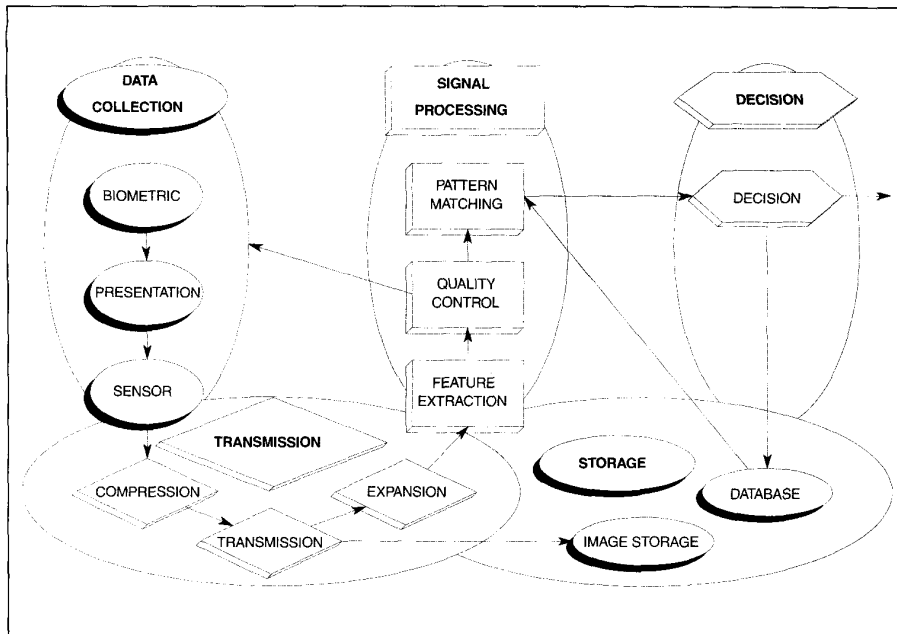 DATA
COLLECTION
SIGNAL
PROCESSING
DECISION
BIOMETRIC
PATTERN
MATCHING
DECISION
PRESENTATION
QUALITY
CONTROL
SENSOR
FEATURE
EXTRACTION
TRANSMISSION
STORAGE
COMPRESSION
EXPANSION
DATABASE
TRANSMISSION
IMAGE STORAGE